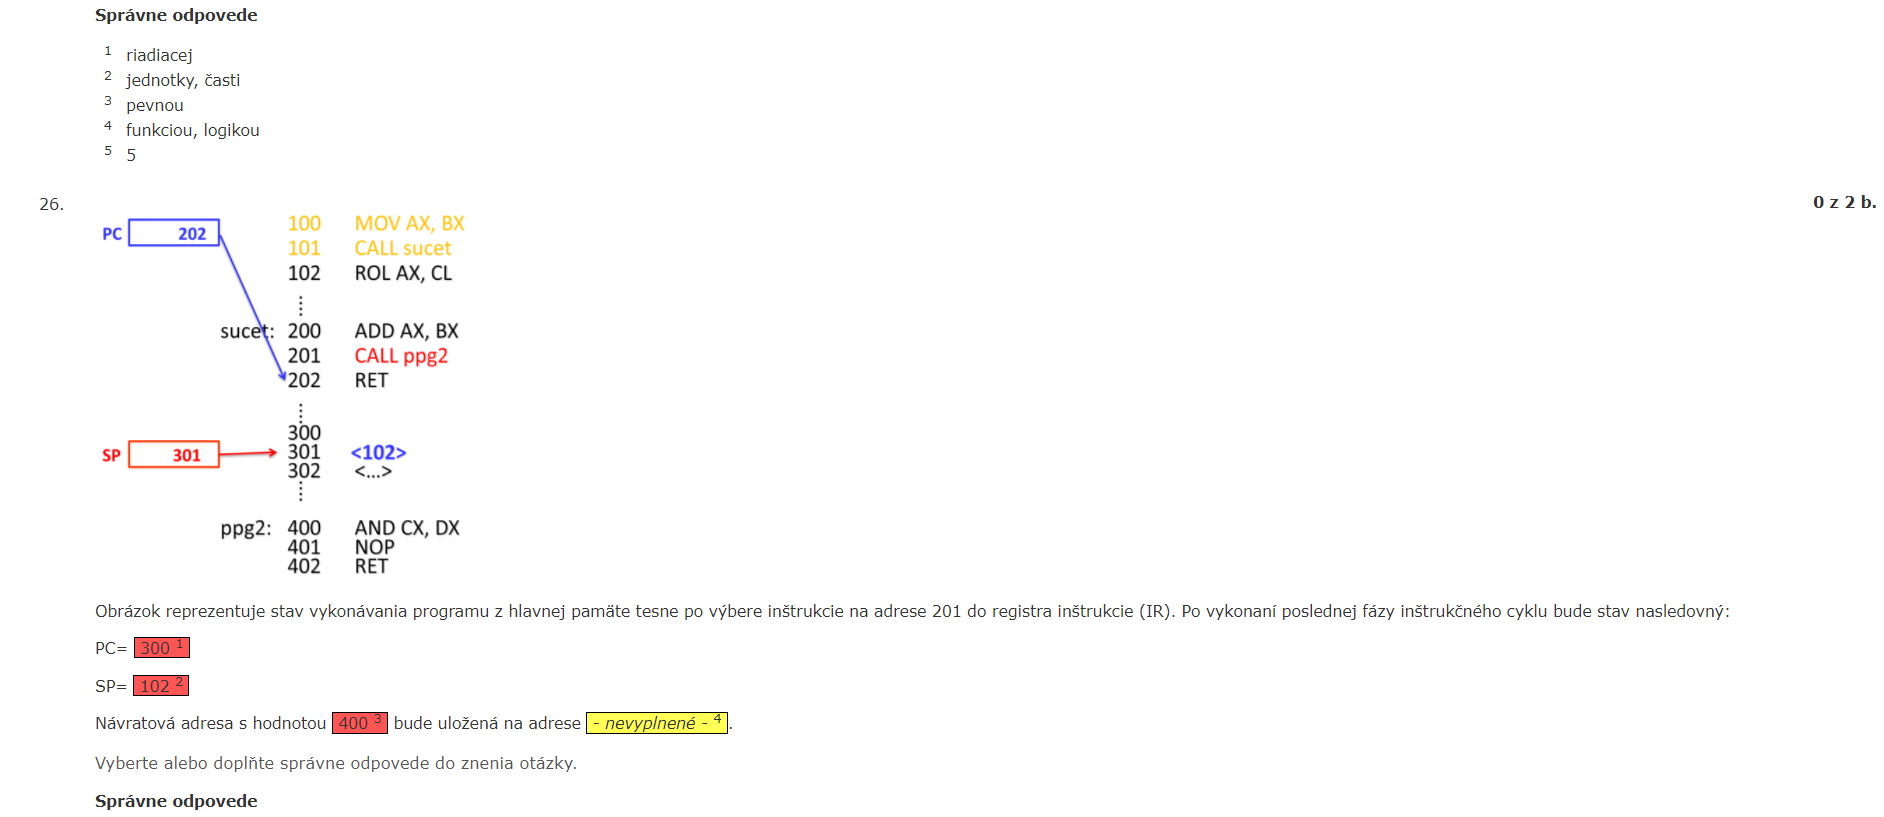 Správne odpovede
1 riadiacej
2 jednotky, časti
3 pevnou
4 funkciou, logikou
5 5
26.
0 z 2 b.
PC 202
100 MOV AX, BX
101 CALL sucet
102 ROL AX, CL
sucet: 200 ADD AX, BX
201 CALL ppg2
202 RET
300
SP 301
301 <102>
302 <...>
ppg2: 400 AND CX, DX
401 NOP
402 RET
Obrázok reprezentuje stav vykonávania programu z hlavnej pamäte tesne po výbere inštrukcie na adrese 201 do registra inštrukcie (IR). Po vykonaní poslednej fázy inštrukčného cyklu bude stav nasledovný:
PC= 300 1
SP= 102 2
Návratová adresa s hodnotou 400 3 bude uložená na adrese - nevyplnené - 4.
Vyberte alebo doplňte správne odpovede do znenia otázky.
Správne odpovede